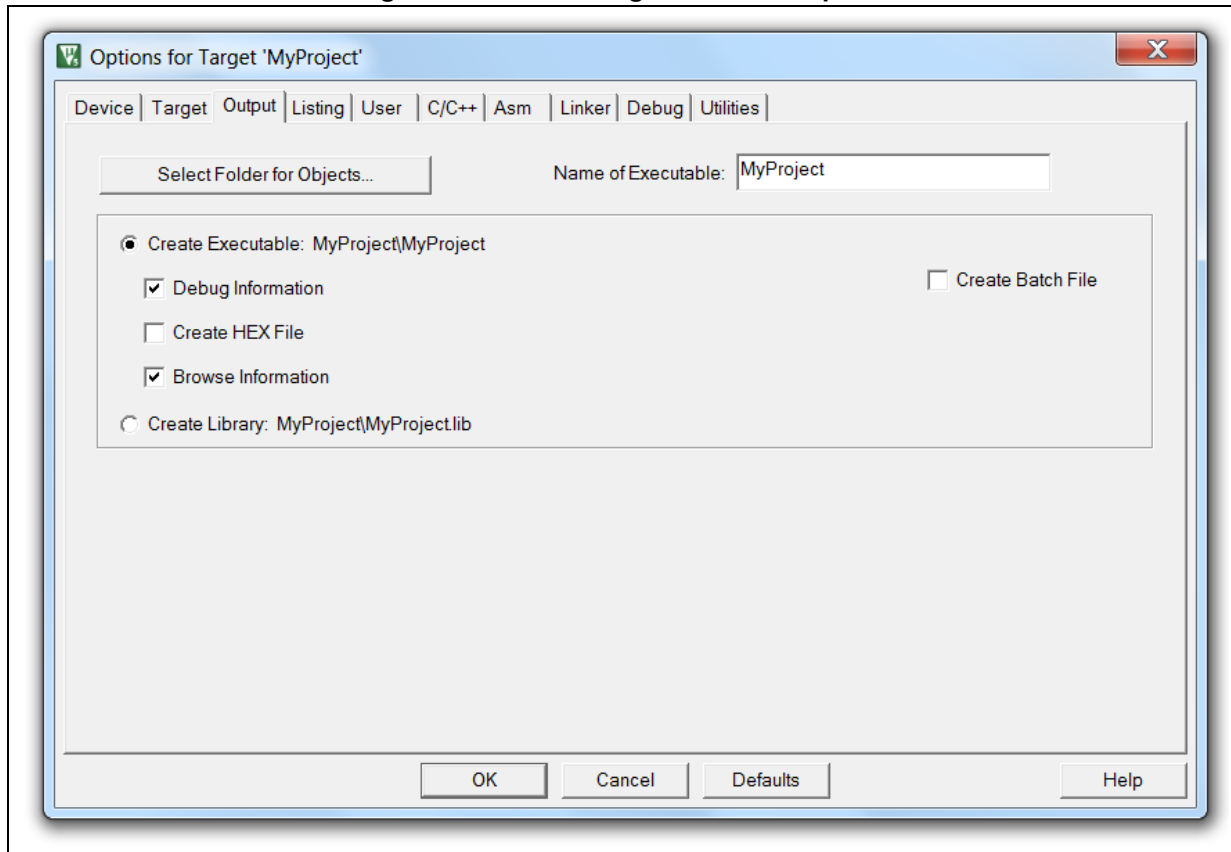 Options for Target 'MyProject'
Device Target Output Listing User C/C++ Asm Linker Debug Utilities
Select Folder for Objects... Name of Executable: MyProject
Create Executable: MyProject\MyProject
Debug Information Create Batch File
Create HEX File
Browse Information
Create Library: MyProject\MyProject.lib
OK Cancel Defaults Help